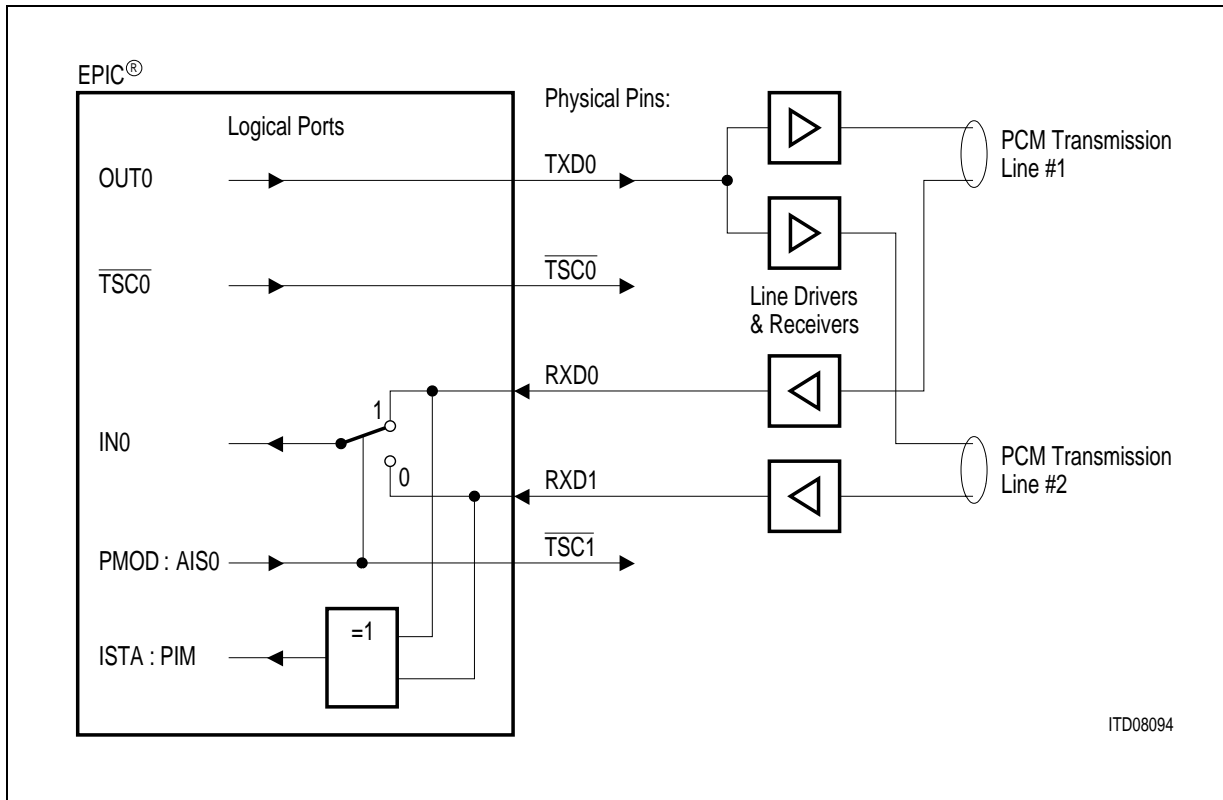 EPIC®
Logical Ports
Physical Pins:
OUT0
TXD0
PCM Transmission
Line #1
TSC0
TSC0
Line Drivers
& Receivers
RXD0
1
IN0
0
RXD1
PCM Transmission
Line #2
PMOD : AIS0
TSC1
=1
ISTA : PIM
ITD08094